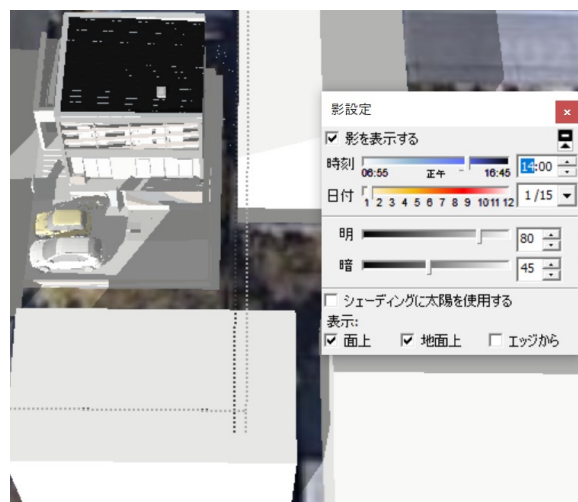 影設定
影を表示する
時刻 14:00
06:55 正午 16:45
日付 1/15
1 2 3 4 5 6 7 8 9 10 11 12
明 80
暗 45
シェーディングに太陽を使用する
表示:
面上 地面上 エッジから